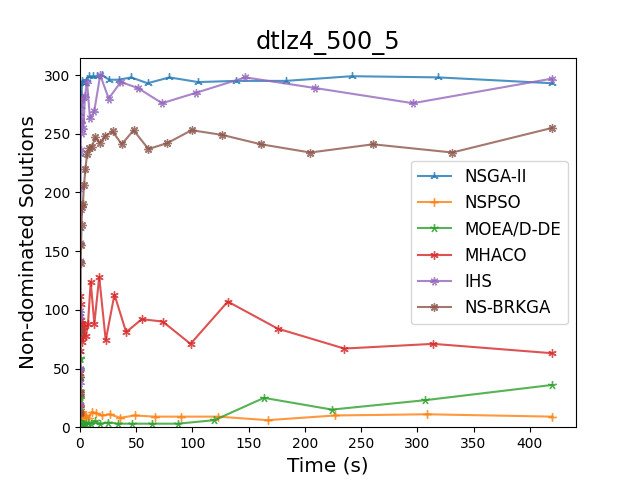 dtlz4_500_5
Non-dominated Solutions
300
250
200
150
100
50
0
0 50 100 150 200 250 300 350 400
Time (s)
NSGA-II
NSPSO
MOEA/D-DE
MHACO
IHS
NS-BRKGA